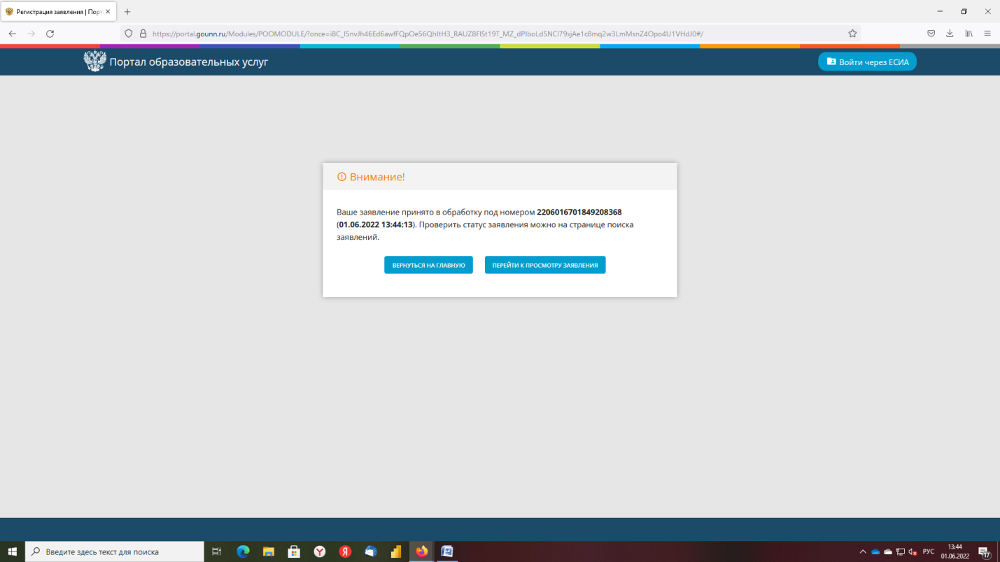 Регистрация заявления | Порт
https://portal.gounn.ru/Modules/POOMODULE/?once=i8C_I5nvJh46Ed6awfFQpOe56QhItH3_RAUZ8FlSt19T_MZ_dPIboLd5NCI79xjAe1c8mq2w3LmMsnZ4Opo4U1VHdJ0#/
Портал образовательных услуг
Войти через ЕСИА
Внимание!
Ваше заявление принято в обработку под номером 2206016701849208368
(01.06.2022 13:44:13). Проверить статус заявления можно на странице поиска
заявлений.
ВЕРНУТЬСЯ НА ГЛАВНУЮ
ПЕРЕЙТИ К ПРОСМОТРУ ЗАЯВЛЕНИЯ
Введите здесь текст для поиска
РУС
13:44
01.06.2022
17